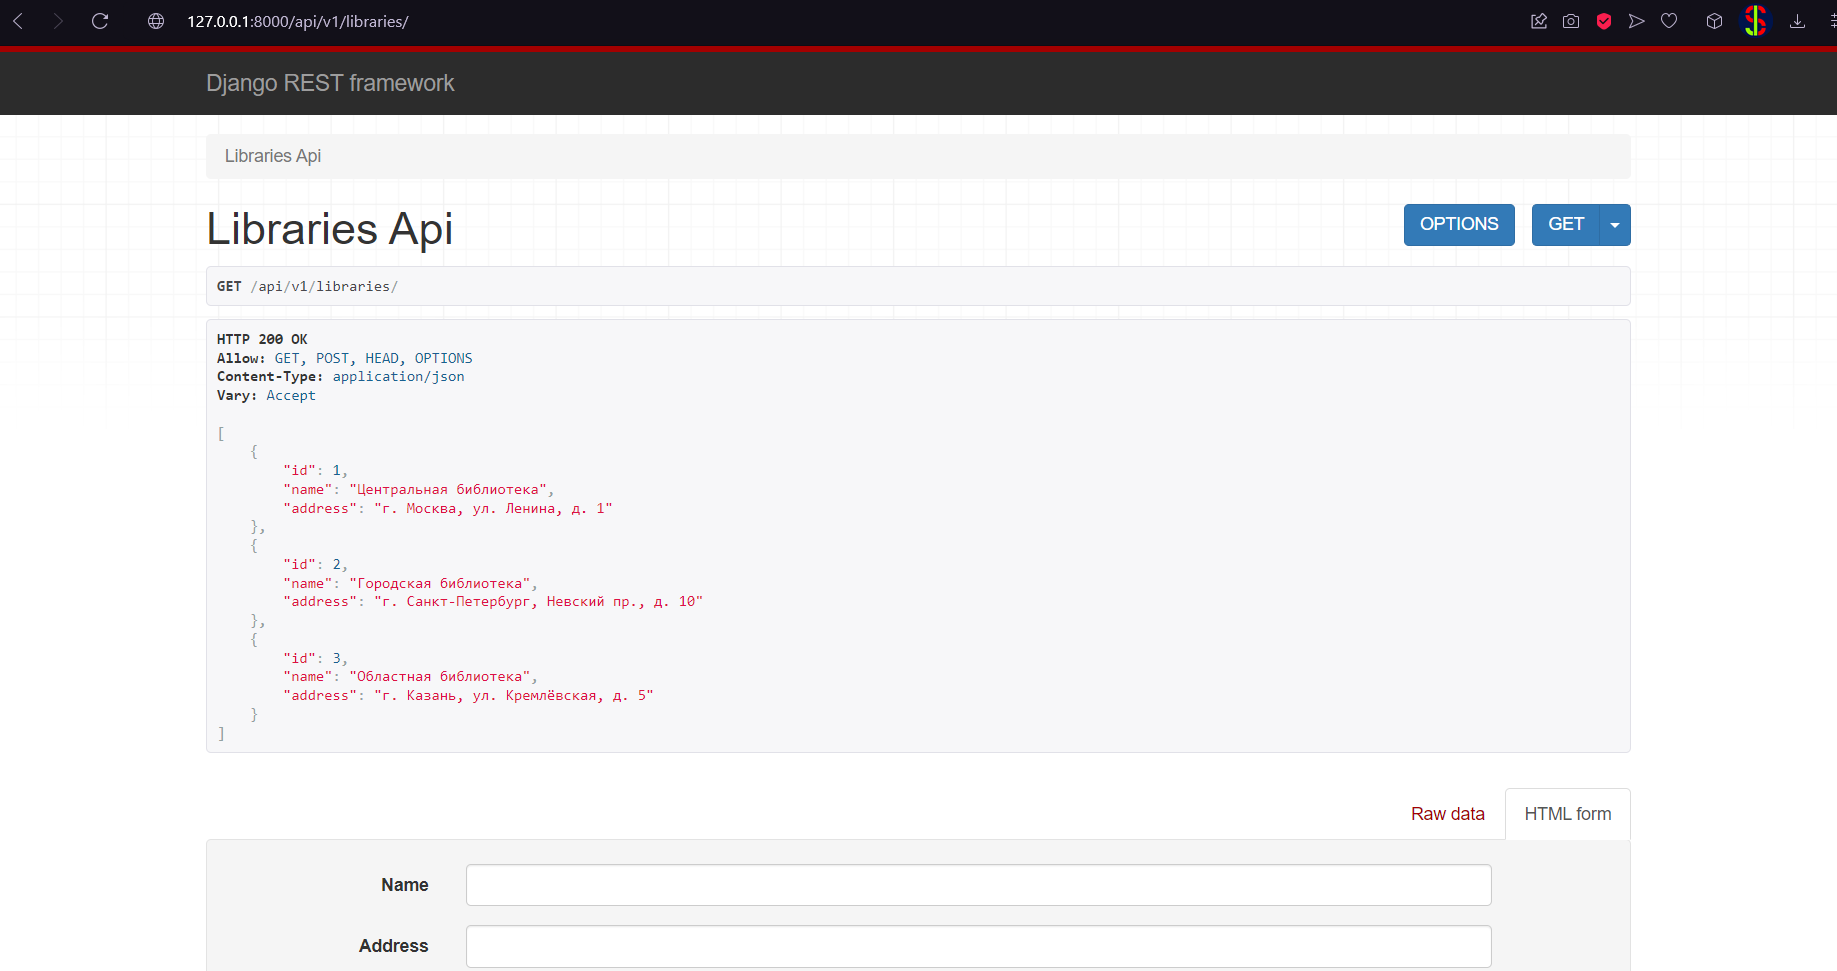 127.0.0.1:8000/api/v1/libraries/
Django REST framework
Libraries Api
Libraries Api
OPTIONS
GET
GET /api/v1/libraries/
HTTP 200 OK
Allow: GET, POST, HEAD, OPTIONS
Content-Type: application/json
Vary: Accept
[
{
"id": 1,
"name": "Центральная библиотека",
"address": "г. Москва, ул. Ленина, д. 1"
},
{
"id": 2,
"name": "Городская библиотека",
"address": "г. Санкт-Петербург, Невский пр., д. 10"
},
{
"id": 3,
"name": "Областная библиотека",
"address": "г. Казань, ул. Кремлёвская, д. 5"
}
]
Raw data
HTML form
Name
Address